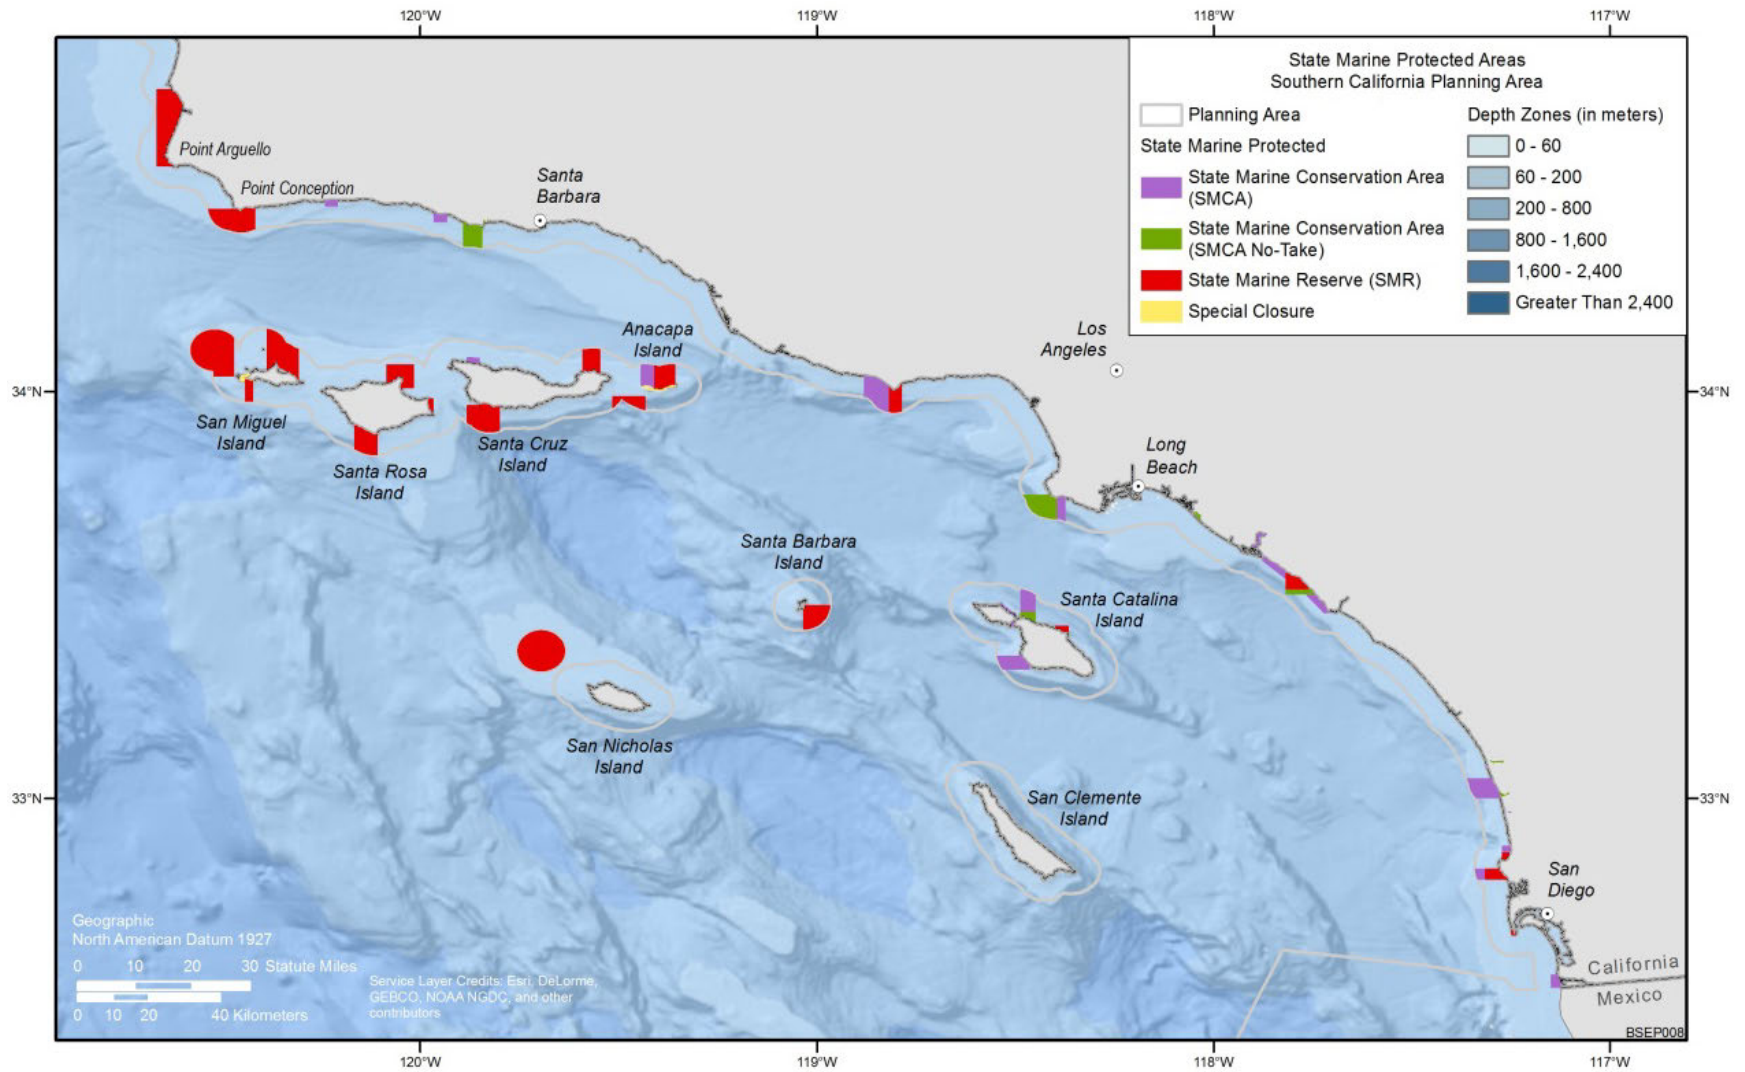 120°W
119°W
118°W
117°W
State Marine Protected Areas
Southern California Planning Area
Planning Area
State Marine Protected
State Marine Conservation Area
(SMCA)
State Marine Conservation Area
(SMCA No-Take)
State Marine Reserve (SMR)
Special Closure
Depth Zones (in meters)
0 - 60
60 - 200
200 - 800
800 - 1,600
1,600 - 2,400
Greater Than 2,400
Point Arguello
Point Conception
Santa
Barbara
Anacapa
Island
Los
Angeles
34°N
34°N
San Miguel
Island
Santa Rosa
Island
Santa Cruz
Island
Long
Beach
Santa Barbara
Island
Santa Catalina
Island
San Nicholas
Island
San Clemente
Island
33°N
33°N
San
Diego
California
Mexico
BSEP008
Geographic
North American Datum 1927
0 10 20 30 Statute Miles
0 10 20 40 Kilometers
Service Layer Credits: Esri, DeLorme,
GEBCO, NOAA NGDC, and other
contributors
120°W
119°W
118°W
117°W